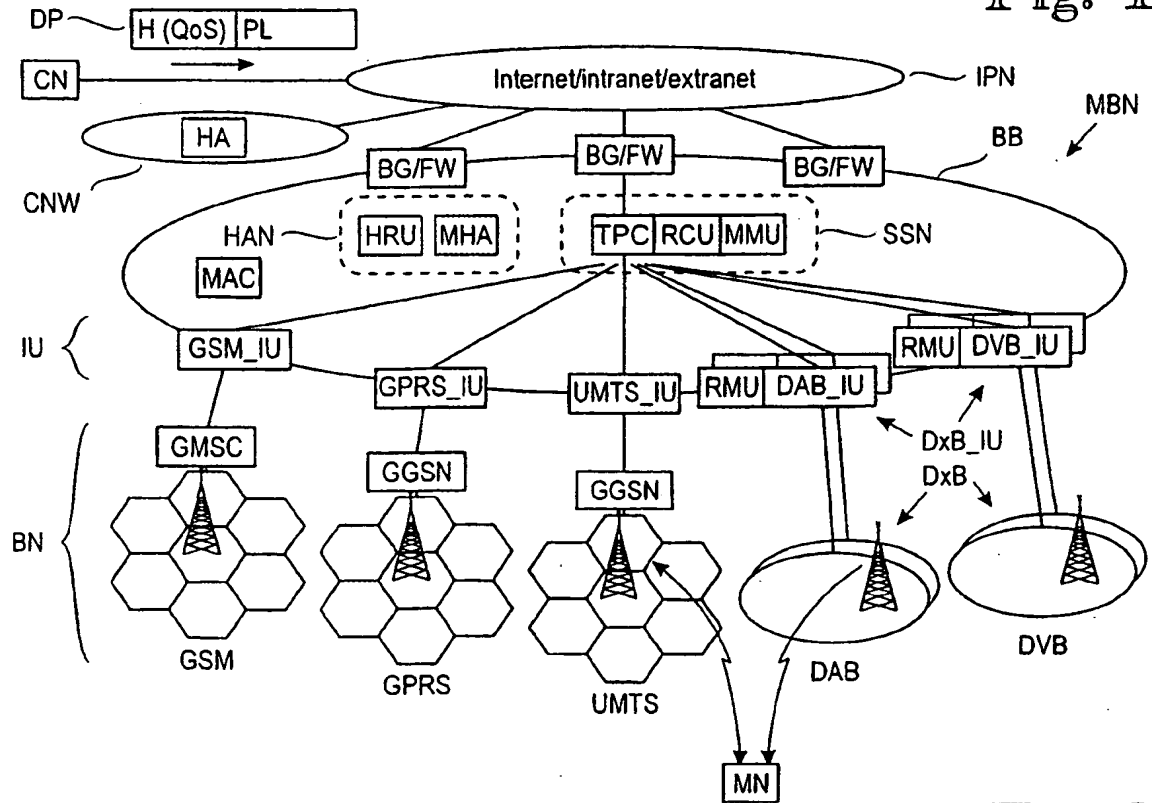 Fig. 1
DP
H (QoS) PL
CN
Internet/intranet/extranet
IPN
MBN
HA
BG/FW
BG/FW
BG/FW
BB
CNW
HAN
HRU
MHA
TPC RCU MMU
SSN
MAC
IU
GSM_IU
GPRS_IU
UMTS_IU
RMU DAB_IU
RMU DVB_IU
DxB_IU
DxB
BN
GMSC
GGSN
GGSN
GSM
GPRS
UMTS
DAB
DVB
MN